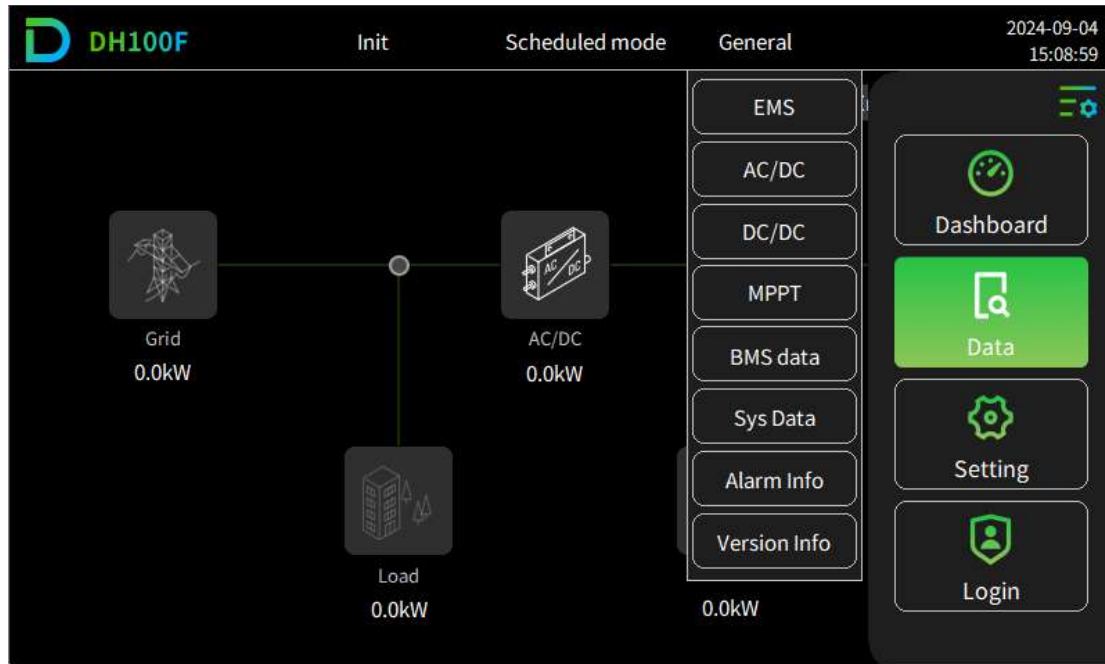 DH100F
Init
Scheduled mode
General
2024-09-04
15:08:59
EMS
AC/DC
DC/DC
MPPT
BMS data
Sys Data
Alarm Info
Version Info
Dashboard
Data
Setting
Login
Grid
0.0kW
AC/DC
0.0kW
AC
DC
Load
0.0kW
0.0kW